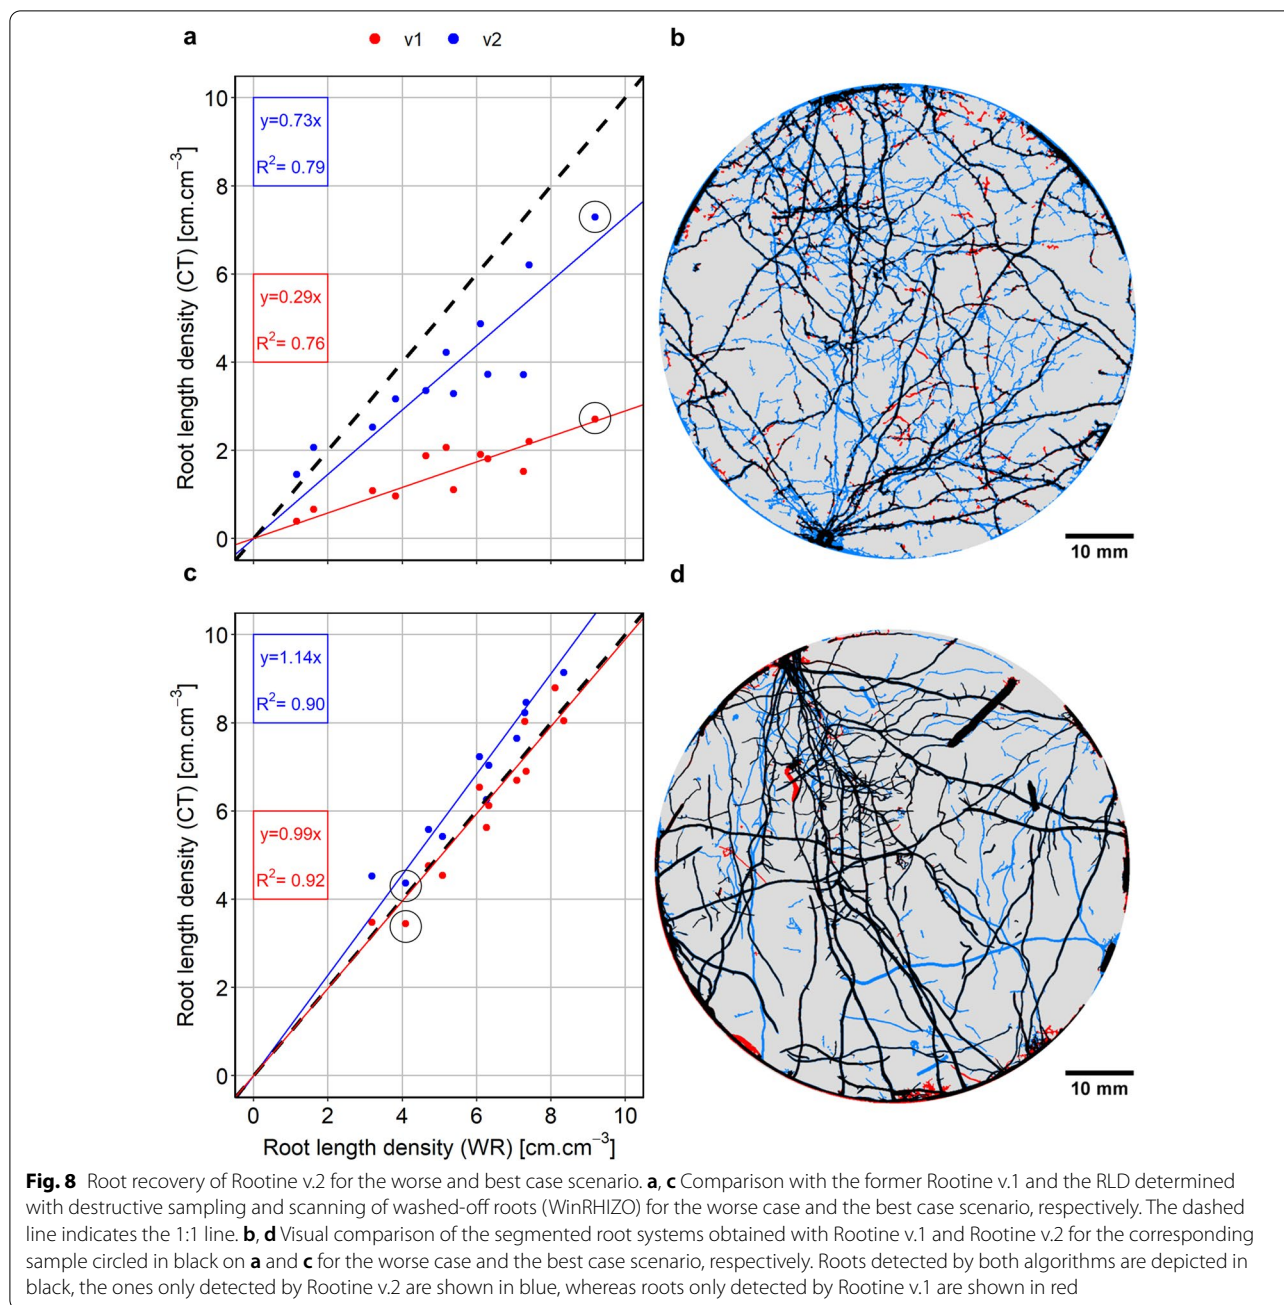 a
v1 v2
b
Root length density (CT) [cm.cm⁻³]
10
8
6
4
2
0
y=0.73x
R²= 0.79
y=0.29x
R²= 0.76
10 mm
c
d
Root length density (CT) [cm.cm⁻³]
10
8
6
4
2
0
y=1.14x
R²= 0.90
y=0.99x
R²= 0.92
0 2 4 6 8 10
Root length density (WR) [cm.cm⁻³]
10 mm
Fig. 8 Root recovery of Rootine v.2 for the worse and best case scenario. a, c Comparison with the former Rootine v.1 and the RLD determined
with destructive sampling and scanning of washed-off roots (WinRHIZO) for the worse case and the best case scenario, respectively. The dashed
line indicates the 1:1 line. b, d Visual comparison of the segmented root systems obtained with Rootine v.1 and Rootine v.2 for the corresponding
sample circled in black on a and c for the worse case and the best case scenario, respectively. Roots detected by both algorithms are depicted in
black, the ones only detected by Rootine v.2 are shown in blue, whereas roots only detected by Rootine v.1 are shown in red